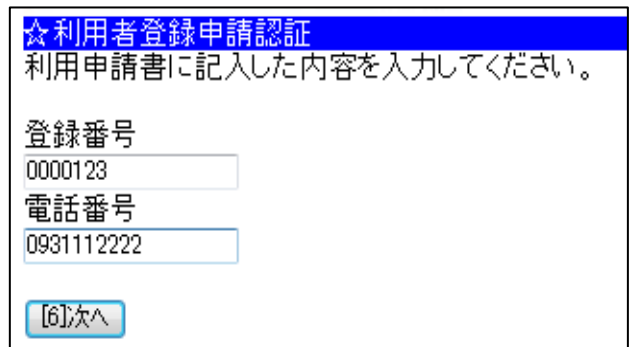 ☆利用者登録申請認証
利用申請書に記入した内容を入力してください。
登録番号
0000123
電話番号
0931112222
[6]次へ